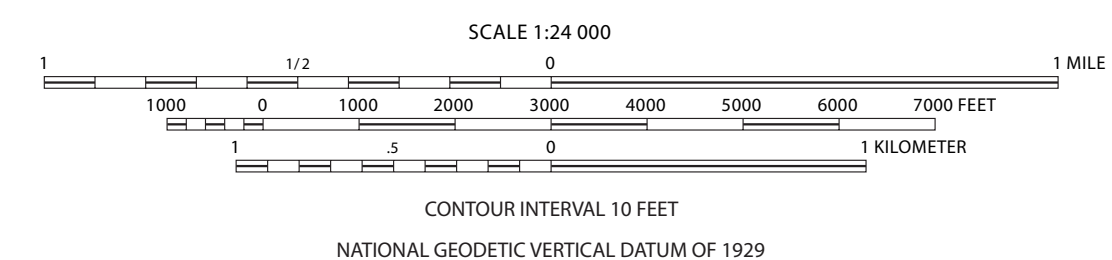 SCALE 1:24 000
1 1/2 0 1 MILE
1000 0 1000 2000 3000 4000 5000 6000 7000 FEET
1 .5 0 1 KILOMETER
CONTOUR INTERVAL 10 FEET
NATIONAL GEODETIC VERTICAL DATUM OF 1929